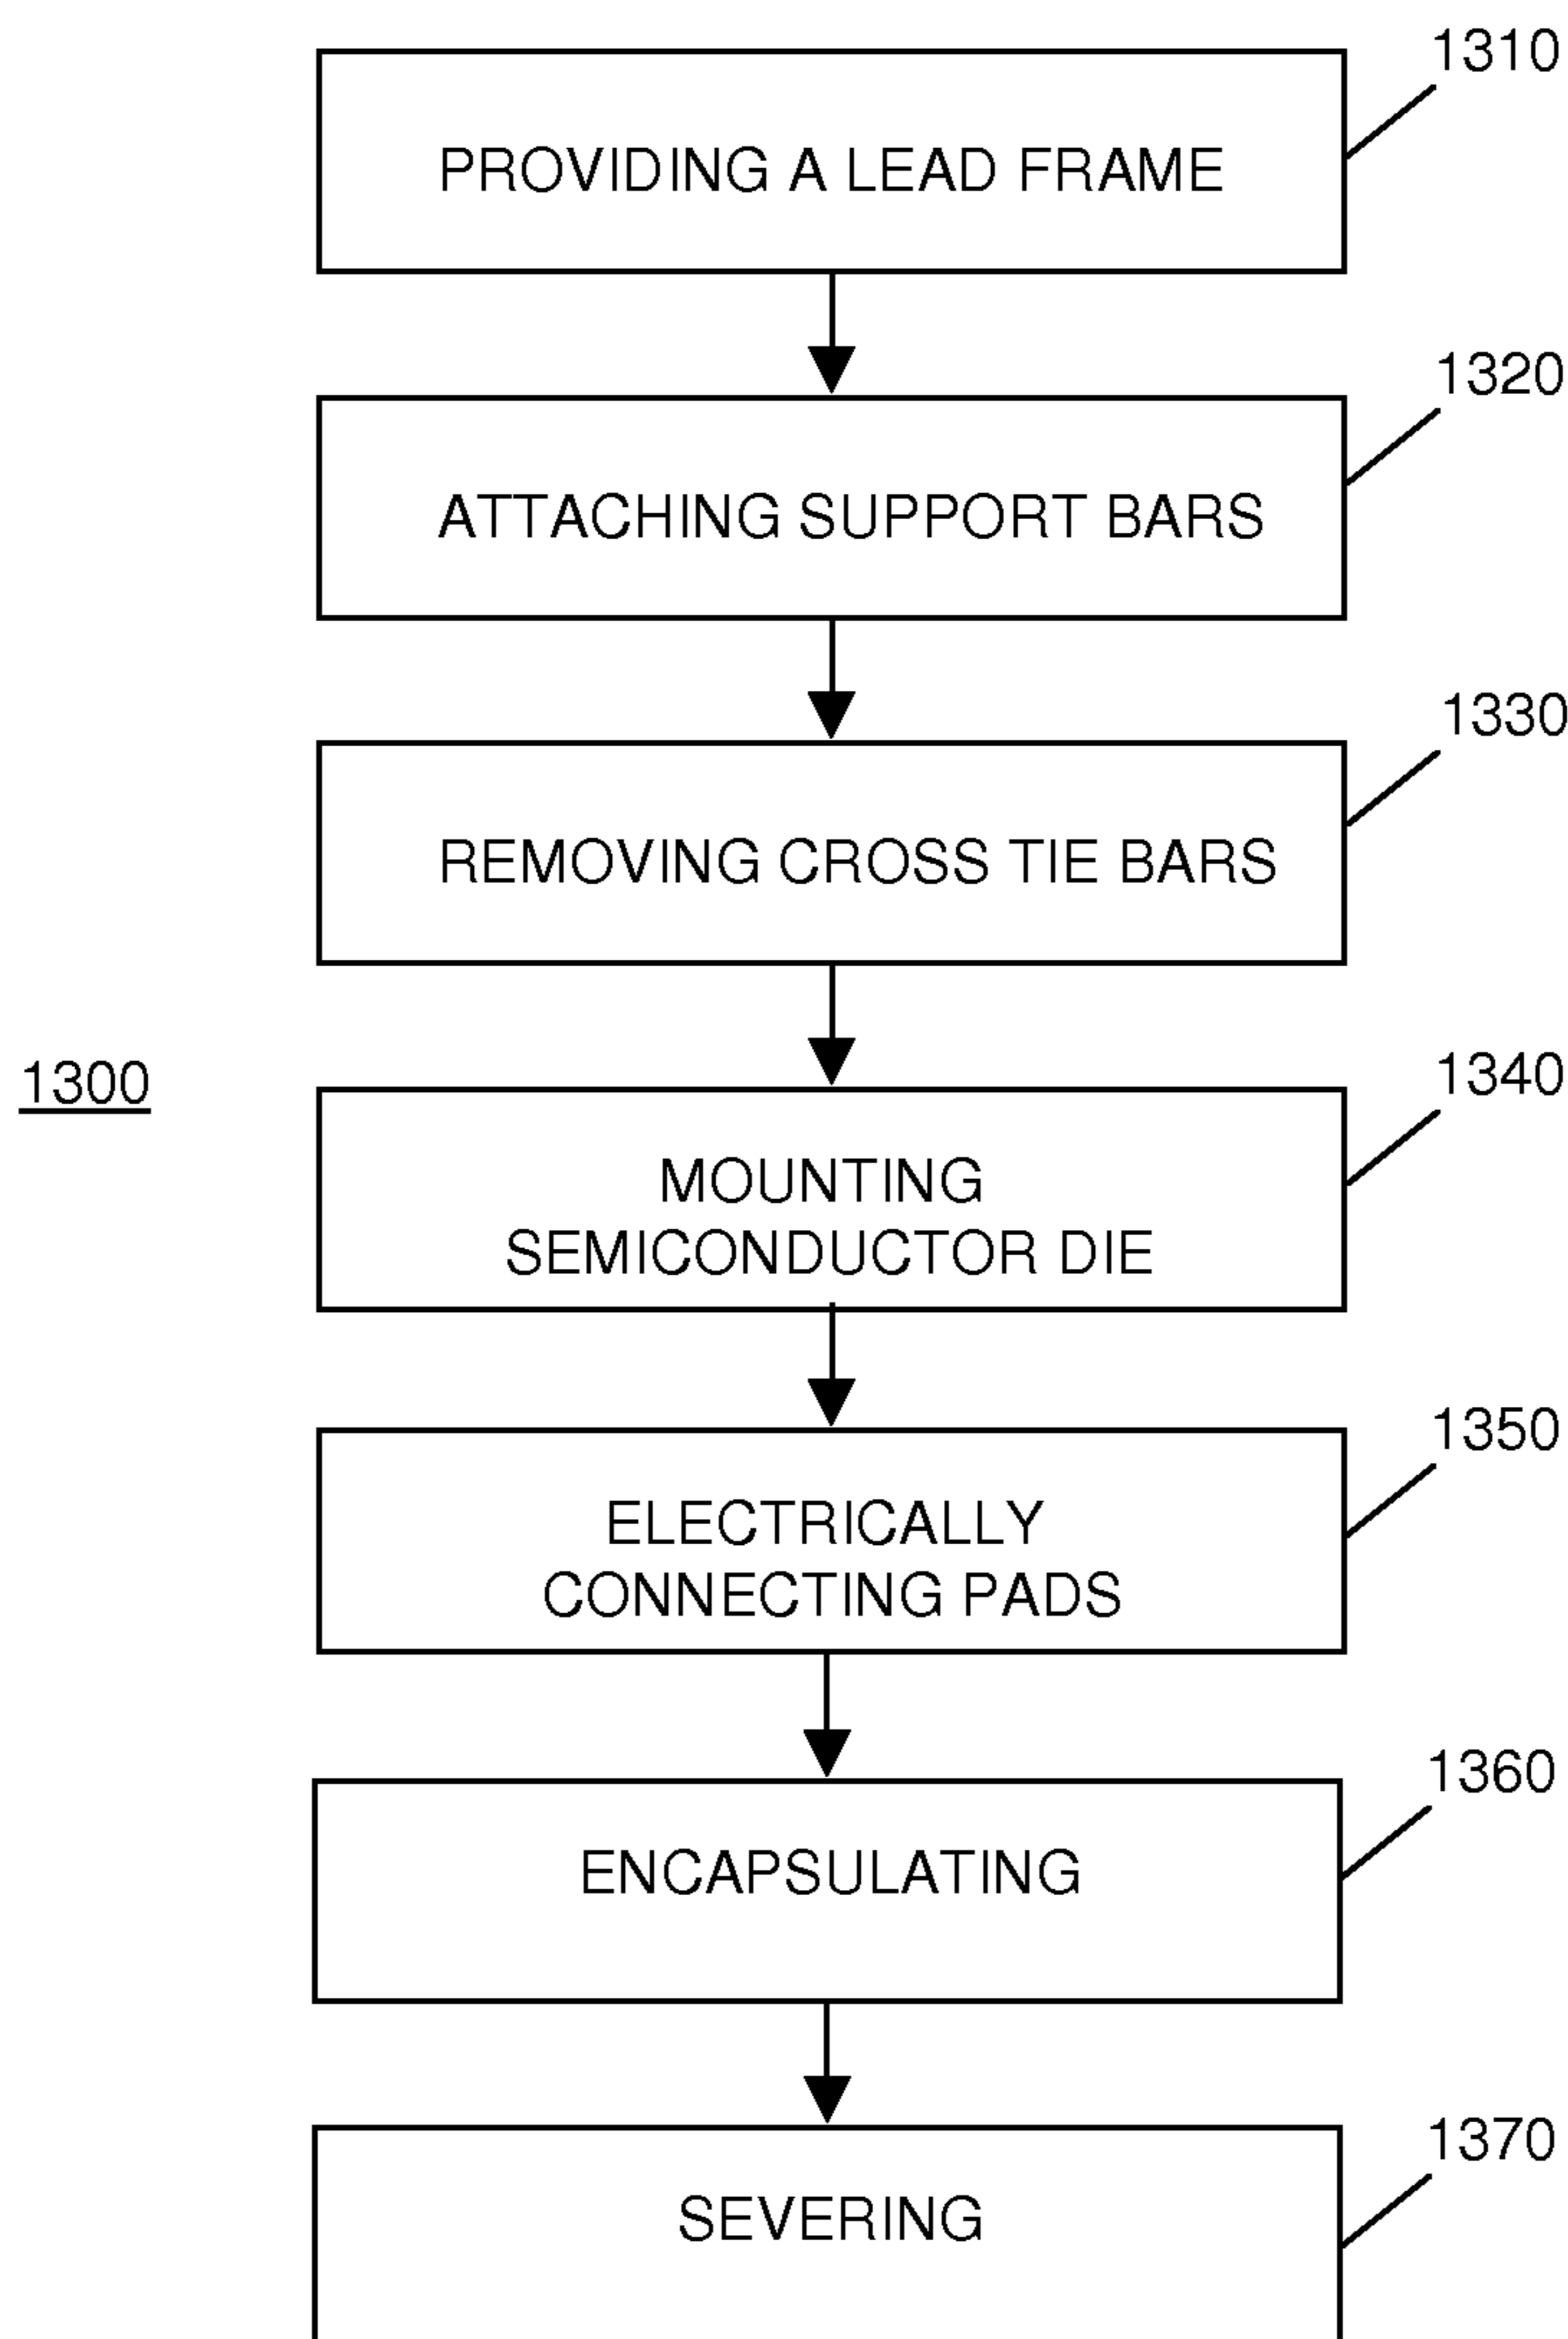 1310
PROVIDING A LEAD FRAME
1320
ATTACHING SUPPORT BARS
1330
REMOVING CROSS TIE BARS
1300
1340
MOUNTING
SEMICONDUCTOR DIE
1350
ELECTRICALLY
CONNECTING PADS
1360
ENCAPSULATING
1370
SEVERING